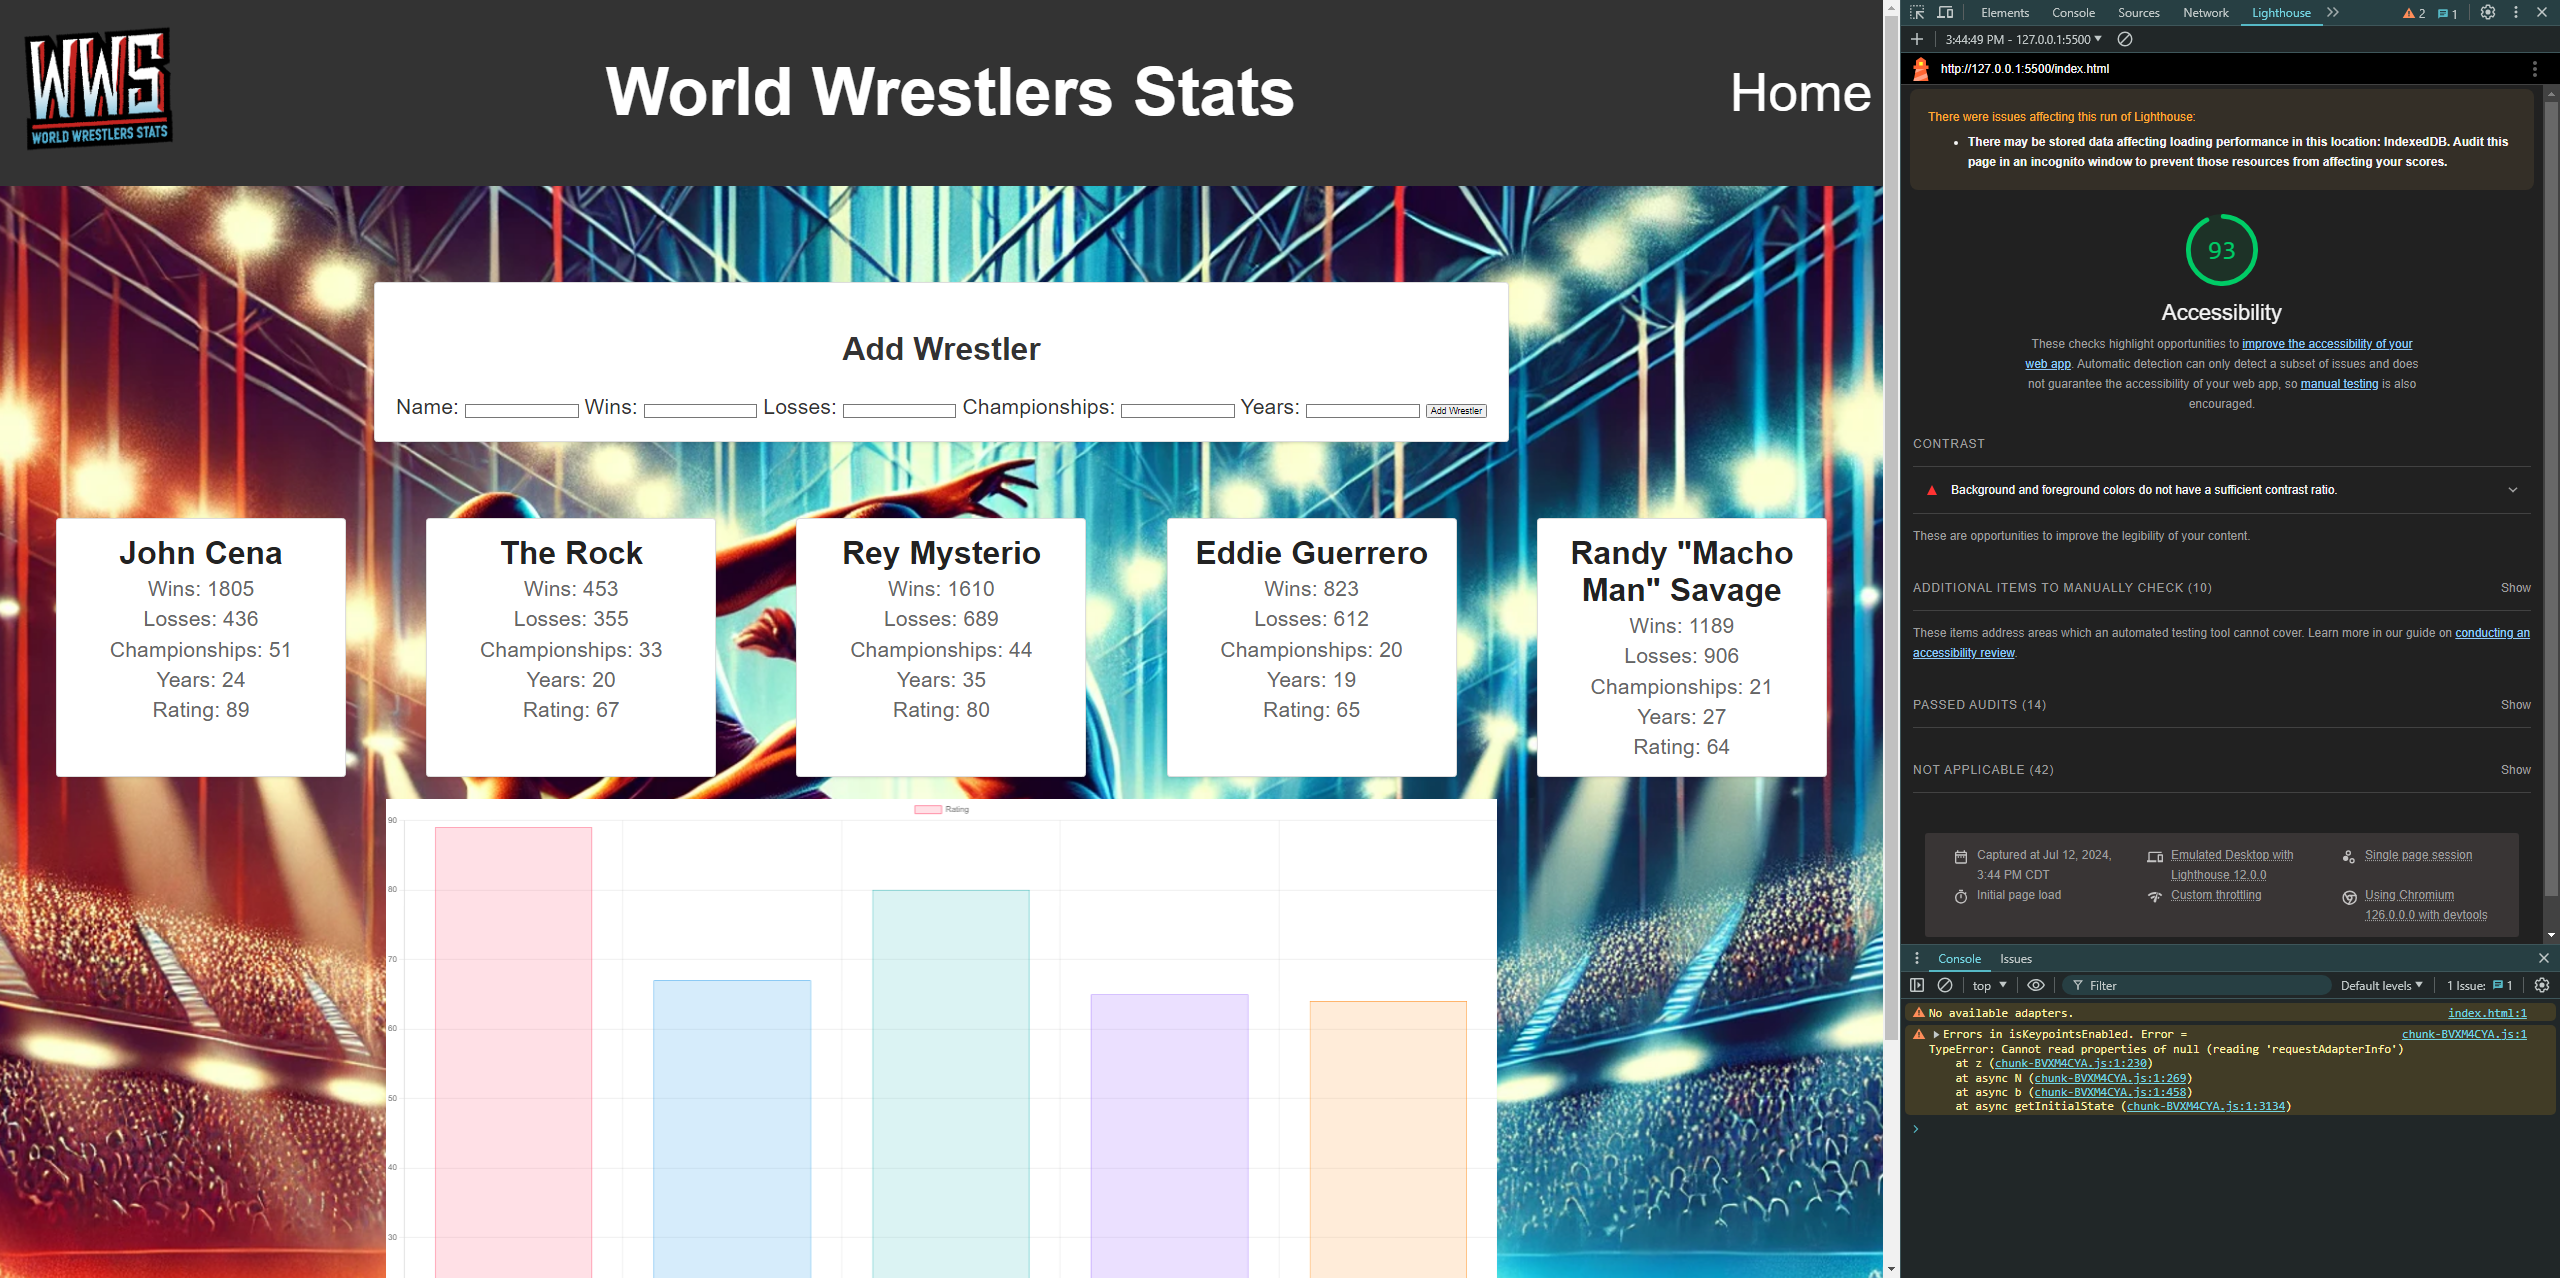 WWS
WORLD WRESTLERS STATS
World Wrestlers Stats
Home
Add Wrestler
Name: Wins: Losses: Championships: Years: Add Wrestler
John Cena
Wins: 1805
Losses: 436
Championships: 51
Years: 24
Rating: 89
The Rock
Wins: 453
Losses: 355
Championships: 33
Years: 20
Rating: 67
Rey Mysterio
Wins: 1610
Losses: 689
Championships: 44
Years: 35
Rating: 80
Eddie Guerrero
Wins: 823
Losses: 612
Championships: 20
Years: 19
Rating: 65
Randy "Macho
Man" Savage
Wins: 1189
Losses: 906
Championships: 21
Years: 27
Rating: 64
Rating
90
80
70
60
50
40
30
Elements Console Sources Network Lighthouse 2 1
3:44:49 PM - 127.0.0.1:5500
http://127.0.0.1:5500/index.html
There were issues affecting this run of Lighthouse:
• There may be stored data affecting loading performance in this location: IndexedDB. Audit this
page in an incognito window to prevent those resources from affecting your scores.
93
Accessibility
These checks highlight opportunities to improve the accessibility of your
web app. Automatic detection can only detect a subset of issues and does
not guarantee the accessibility of your web app, so manual testing is also
encouraged.
CONTRAST
Background and foreground colors do not have a sufficient contrast ratio.
These are opportunities to improve the legibility of your content.
ADDITIONAL ITEMS TO MANUALLY CHECK (10) Show
These items address areas which an automated testing tool cannot cover. Learn more in our guide on conducting an
accessibility review.
PASSED AUDITS (14) Show
NOT APPLICABLE (42) Show
Captured at Jul 12, 2024,
3:44 PM CDT
Emulated Desktop with
Lighthouse 12.0.0
Single page session
Initial page load
Custom throttling
Using Chromium
126.0.0.0 with devtools
Console Issues
top Filter Default levels 1 Issue: 1
No available adapters. index.html:1
Errors in isKeypointsEnabled. Error = chunk-BVXM4CYA.js:1
TypeError: Cannot read properties of null (reading 'requestAdapterInfo')
at z (chunk-BVXM4CYA.js:1:230)
at async N (chunk-BVXM4CYA.js:1:269)
at async b (chunk-BVXM4CYA.js:1:458)
at async getInitialState (chunk-BVXM4CYA.js:1:3134)